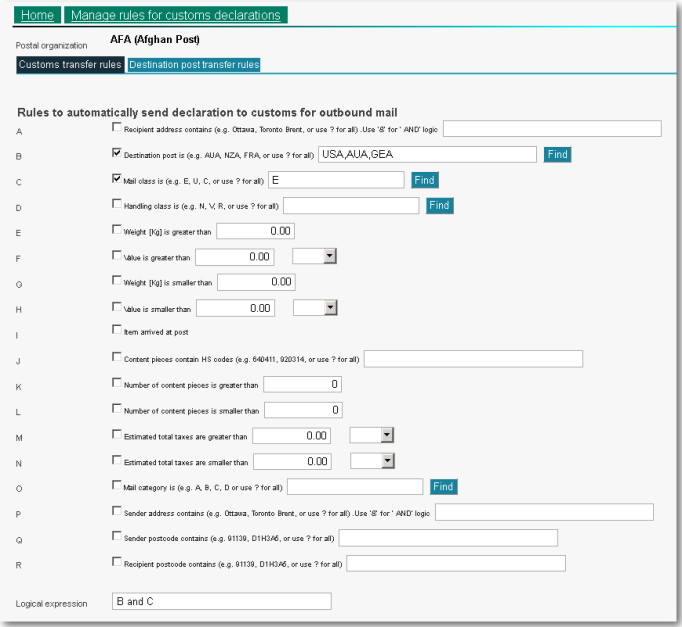 Home Manage rules for customs declarations
Postal organization AFA (Afghan Post)
Customs transfer rules Destination post transfer rules
Rules to automatically send declaration to customs for outbound mail
A Recipient address contains (e.g. Ottawa, Toronto Brent, or use ? for all) .Use '&' for ' AND' logic
B Destination post is (e.g. AUA, NZA, FRA, or use ? for all) USA,AUA,GEA Find
C Mail class is (e.g. E, U, C, or use ? for all) E Find
D Handling class is (e.g. N, V, R, or use ? for all) Find
E Weight [Kg] is greater than 0.00
F Value is greater than 0.00
G Weight [Kg] is smaller than 0.00
H Value is smaller than 0.00
I Item arrived at post
J Content pieces contain HS codes (e.g. 640411, 920314, or use ? for all)
K Number of content pieces is greater than 0
L Number of content pieces is smaller than 0
M Estimated total taxes are greater than 0.00
N Estimated total taxes are smaller than 0.00
O Mail category is (e.g. A, B, C, D or use ? for all) Find
P Sender address contains (e.g. Ottawa, Toronto Brent, or use ? for all) .Use '&' for ' AND' logic
Q Sender postcode contains (e.g. 91139, D1H3A6, or use ? for all)
R Recipient postcode contains (e.g. 91139, D1H3A6, or use ? for all)
Logical expression B and C